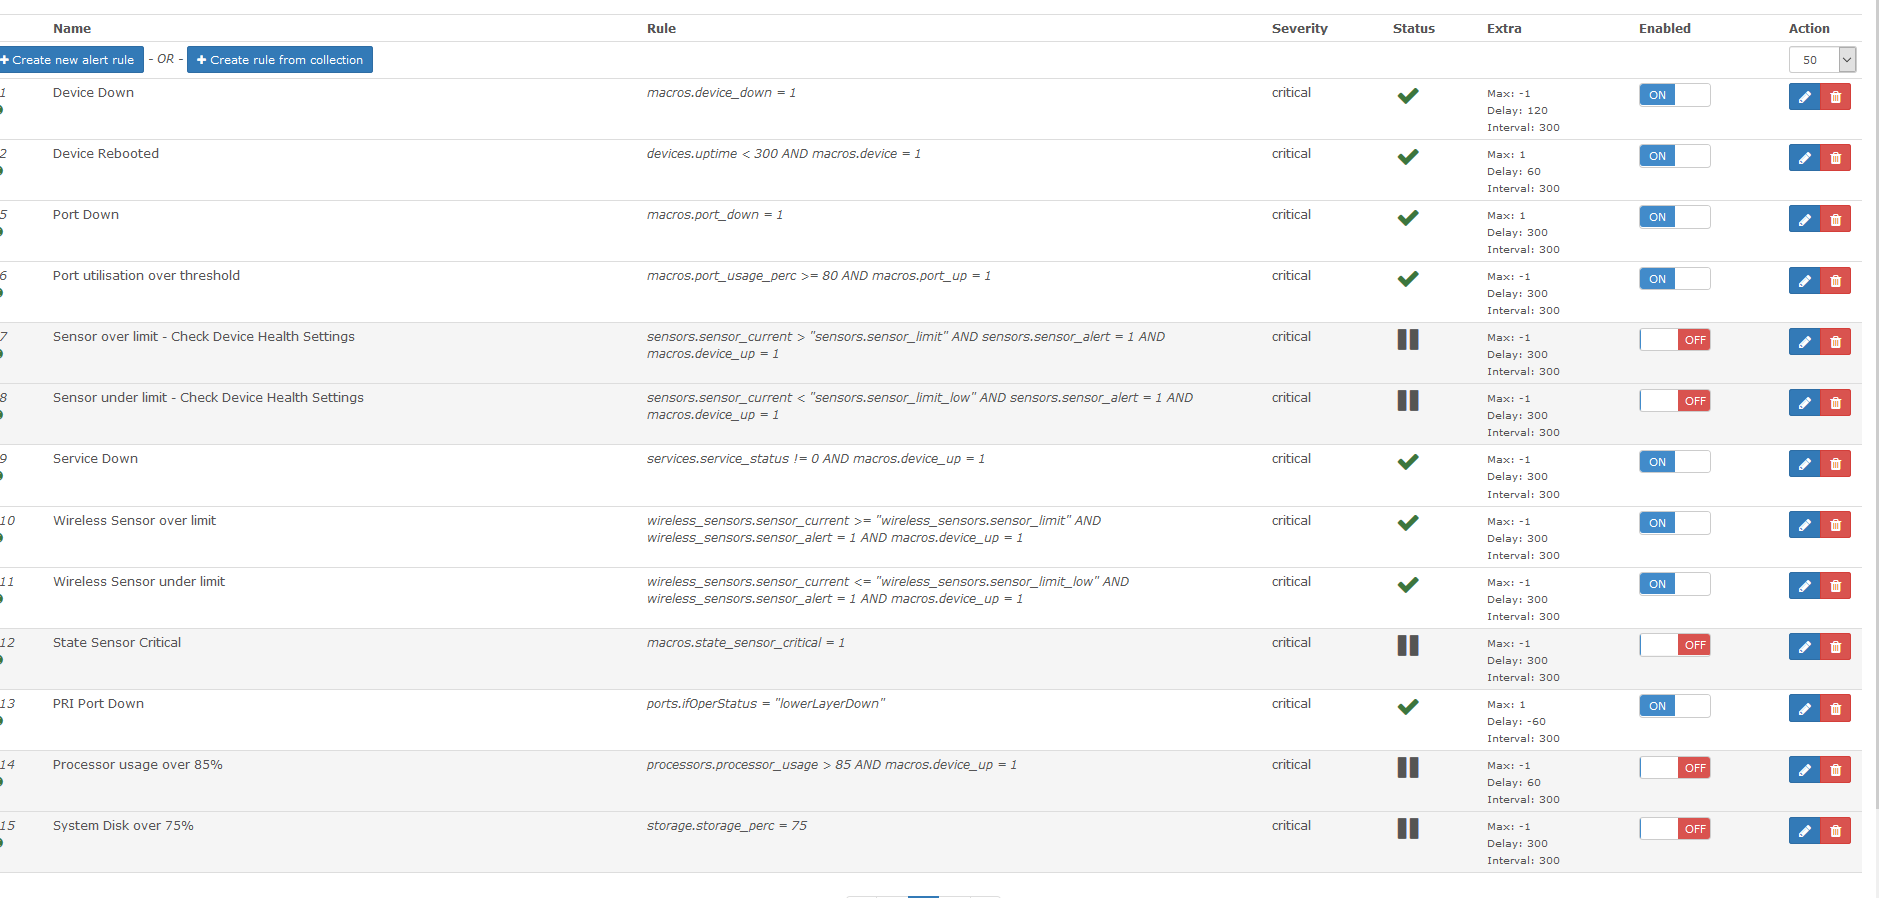 Name Rule Severity Status Extra Enabled Action
Create new alert rule - OR - Create rule from collection 50
1 Device Down macros.device_down = 1 critical Max: -1 ON
Delay: 120
Interval: 300
2 Device Rebooted devices.uptime < 300 AND macros.device = 1 critical Max: 1 ON
Delay: 60
Interval: 300
5 Port Down macros.port_down = 1 critical Max: 1 ON
Delay: 300
Interval: 300
6 Port utilisation over threshold macros.port_usage_perc >= 80 AND macros.port_up = 1 critical Max: -1 ON
Delay: 300
Interval: 300
7 Sensor over limit - Check Device Health Settings sensors.sensor_current > "sensors.sensor_limit" AND sensors.sensor_alert = 1 AND critical Max: -1 OFF
macros.device_up = 1 Delay: 300
Interval: 300
8 Sensor under limit - Check Device Health Settings sensors.sensor_current < "sensors.sensor_limit_low" AND sensors.sensor_alert = 1 AND critical Max: -1 OFF
macros.device_up = 1 Delay: 300
Interval: 300
9 Service Down services.service_status != 0 AND macros.device_up = 1 critical Max: -1 ON
Delay: 300
Interval: 300
10 Wireless Sensor over limit wireless_sensors.sensor_current >= "wireless_sensors.sensor_limit" AND critical Max: -1 ON
wireless_sensors.sensor_alert = 1 AND macros.device_up = 1 Delay: 300
Interval: 300
11 Wireless Sensor under limit wireless_sensors.sensor_current <= "wireless_sensors.sensor_limit_low" AND critical Max: -1 ON
wireless_sensors.sensor_alert = 1 AND macros.device_up = 1 Delay: 300
Interval: 300
12 State Sensor Critical macros.state_sensor_critical = 1 critical Max: -1 OFF
Delay: 300
Interval: 300
13 PRI Port Down ports.ifOperStatus = "lowerLayerDown" critical Max: 1 ON
Delay: -60
Interval: 300
14 Processor usage over 85% processors.processor_usage > 85 AND macros.device_up = 1 critical Max: -1 OFF
Delay: 60
Interval: 300
15 System Disk over 75% storage.storage_perc = 75 critical Max: -1 OFF
Delay: 300
Interval: 300